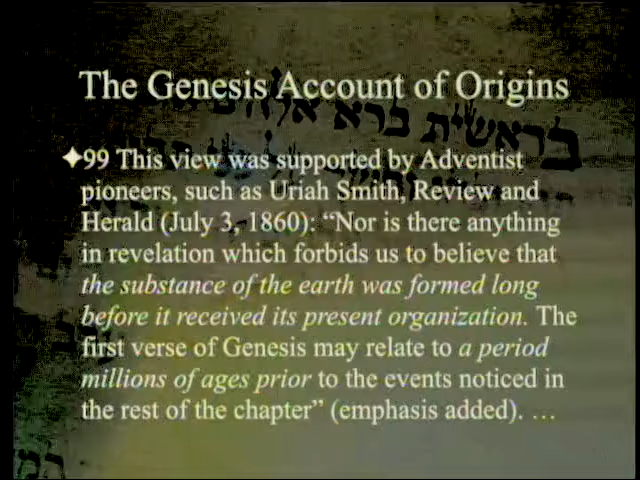 The Genesis Account of Origins
בראשית ברא אלהים
✦99 This view was supported by Adventist
pioneers, such as Uriah Smith, Review and
Herald (July 3, 1860): “Nor is there anything
in revelation which forbids us to believe that
the substance of the earth was formed long
before it received its present organization. The
first verse of Genesis may relate to a period
millions of ages prior to the events noticed in
the rest of the chapter” (emphasis added). …